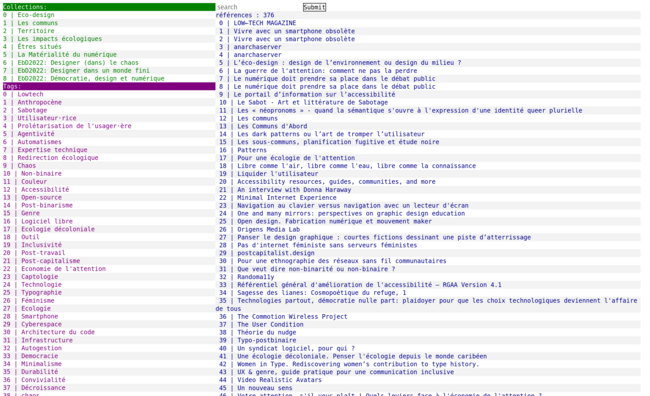 Collections:
0 | Eco-design
1 | Les communs
2 | Territoire
3 | Les impacts écologiques
4 | Êtres situés
5 | La Matérialité du numérique
6 | EbD2022: Designer (dans) le chaos
7 | EbD2022: Designer dans un monde fini
8 | EbD2022: Démocratie, design et numérique
Tags:
0 | Lowtech
1 | Anthropocène
2 | Sabotage
3 | Utilisateur·rice
4 | Prolétarisation de l'usager·ère
5 | Agentivité
6 | Automatismes
7 | Expertise technique
8 | Redirection écologique
9 | Chaos
10 | Non-binaire
11 | Couleur
12 | Accessibilité
13 | Open-source
14 | Post-binarisme
15 | Genre
16 | Logiciel libre
17 | Ecologie décoloniale
18 | Outil
19 | Inclusivité
20 | Post-travail
21 | Post-capitalisme
22 | Economie de l'attention
23 | Captologie
24 | Technologie
25 | Typographie
26 | Féminisme
27 | Ecologie
28 | Smartphone
29 | Cyberespace
30 | Architecture du code
31 | Infrastructure
32 | Autogestion
33 | Democracie
34 | Minimalisme
35 | Durabilité
36 | Convivialité
37 | Décroissance
38 | chaos
search
Submit
références : 376
0 | LOW←TECH MAGAZINE
1 | Vivre avec un smartphone obsolète
2 | Vivre avec un smartphone obsolète
3 | anarchaserver
4 | anarchaserver
5 | L'éco-design : design de l'environnement ou design du milieu ?
6 | La guerre de l'attention: comment ne pas la perdre
7 | Le numérique doit prendre sa place dans le débat public
8 | Le numérique doit prendre sa place dans le débat public
9 | Le portail d'information sur l'accessibilité
10 | Le Sabot - Art et littérature de Sabotage
11 | Les « néopronoms » - quand la sémantique s'ouvre à l'expression d'une identité queer plurielle
12 | Les communs
13 | Les Communs d'Abord
14 | Les dark patterns ou l'art de tromper l'utilisateur
15 | Les sous-communs, planification fugitive et étude noire
16 | Patterns
17 | Pour une écologie de l'attention
18 | Libre comme l'air, libre comme l'eau, libre comme la connaissance
19 | Liquider l'utilisateur
20 | Accessibility resources, guides, communities, and more
21 | An interview with Donna Haraway
22 | Minimal Internet Experience
23 | Navigation au clavier versus navigation avec un lecteur d'écran
24 | One and many mirrors: perspectives on graphic design education
25 | Open design. Fabrication numérique et mouvement maker
26 | Origens Media Lab
27 | Panser le design graphique : courtes fictions dessinant une piste d'atterrissage
28 | Pas d'internet féministe sans serveurs féministes
29 | postcapitalist.design
30 | Pour une ethnographie des réseaux sans fil communautaires
31 | Que veut dire non-binarité ou non-binaire ?
32 | Randomally
33 | Référentiel général d'amélioration de l'accessibilité – RGAA Version 4.1
34 | Sagesse des lianes: Cosmopoétique du refuge, 1
35 | Technologies partout, démocratie nulle part: plaidoyer pour que les choix technologiques deviennent l'affaire
de tous
36 | The Commotion Wireless Project
37 | The User Condition
38 | Théorie du nudge
39 | Typo-postbinaire
40 | Un syndicat logiciel, pour qui ?
41 | Une écologie décoloniale. Penser l'écologie depuis le monde caribéen
42 | Women in Type. Rediscovering women's contribution to type history.
43 | UX & genre, guide pratique pour une communication inclusive
44 | Video Realistic Avatars
45 | Un nouveau sens
46 | Votre attention, s'il vous plaît ! Quels leviers face à l'économie de l'attention ?